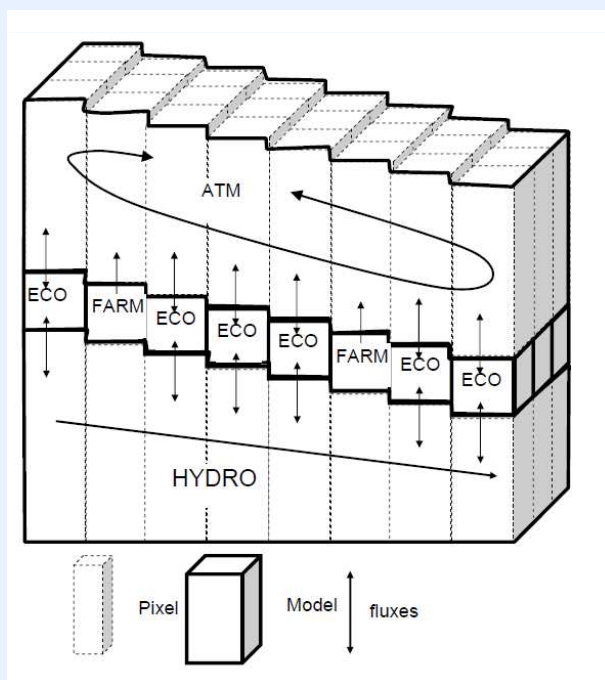 ATM
ECO
FARM
ECO
ECO
ECO
FARM
ECO
ECO
HYDRO
Pixel
Model
fluxes